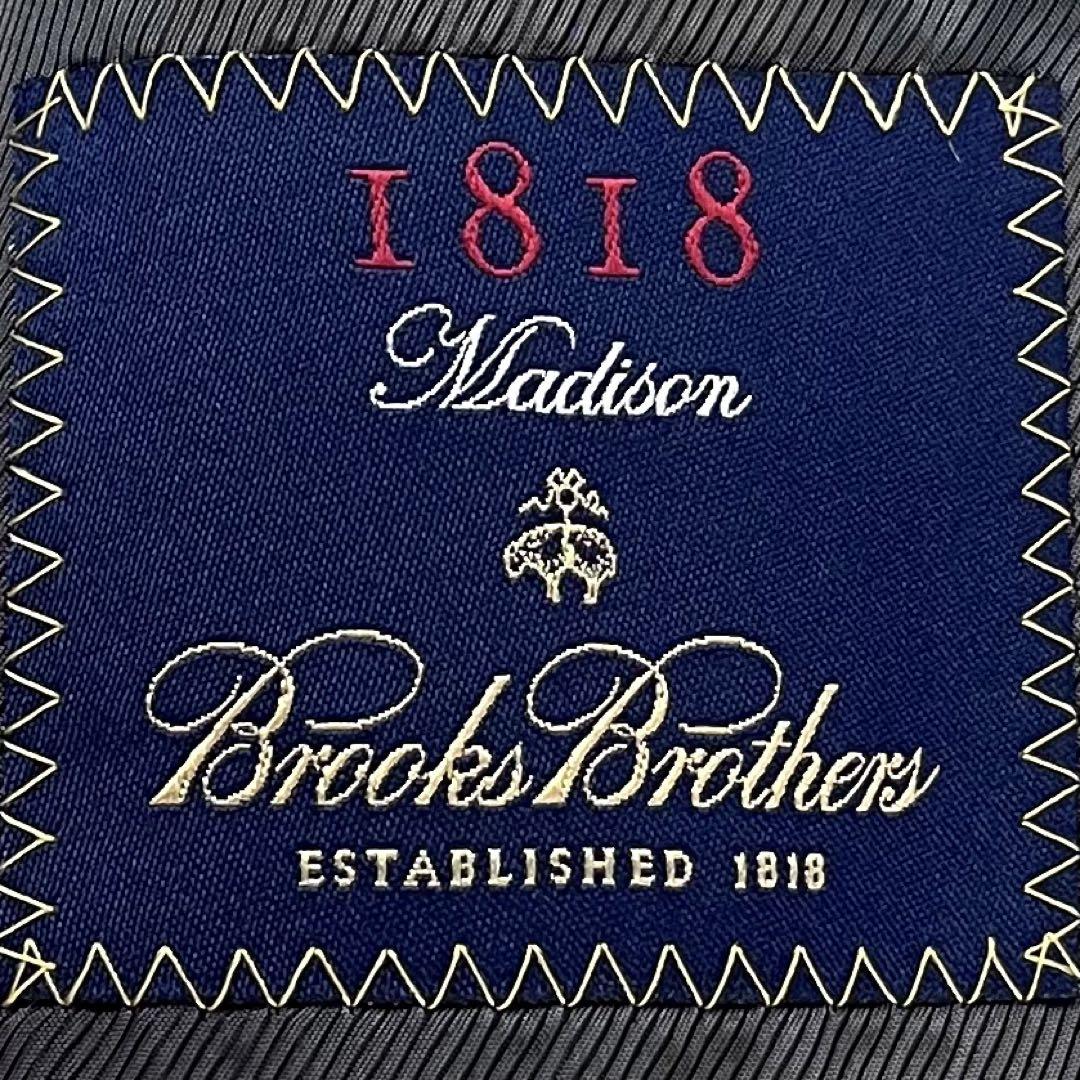 1818
Madison
Brooks Brothers
ESTABLISHED 1818